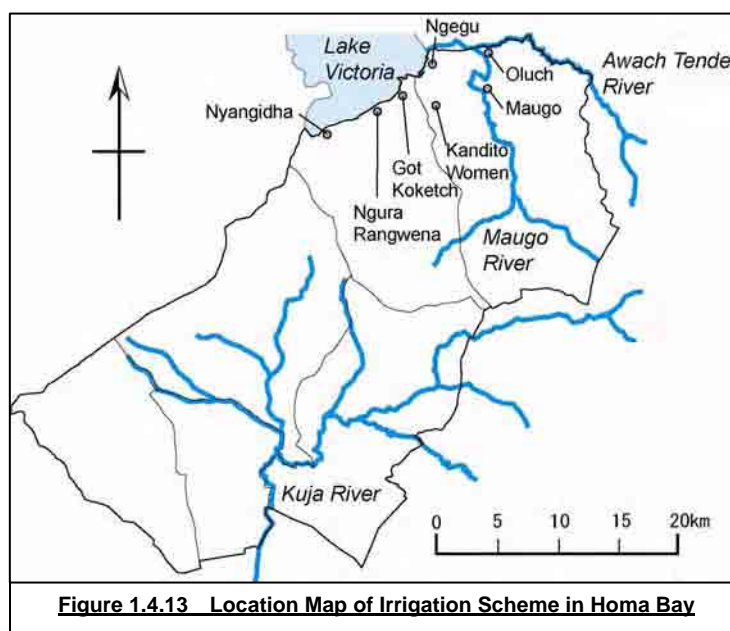 Ngegu
Lake
Victoria
Awach Tende
River
Oluch
Nyangidha
Maugo
Kandito
Women
Got
Koketch
Ngura
Rangwena
Maugo
River
Kuja River
0 5 10 15 20km
Figure 1.4.13 Location Map of Irrigation Scheme in Homa Bay